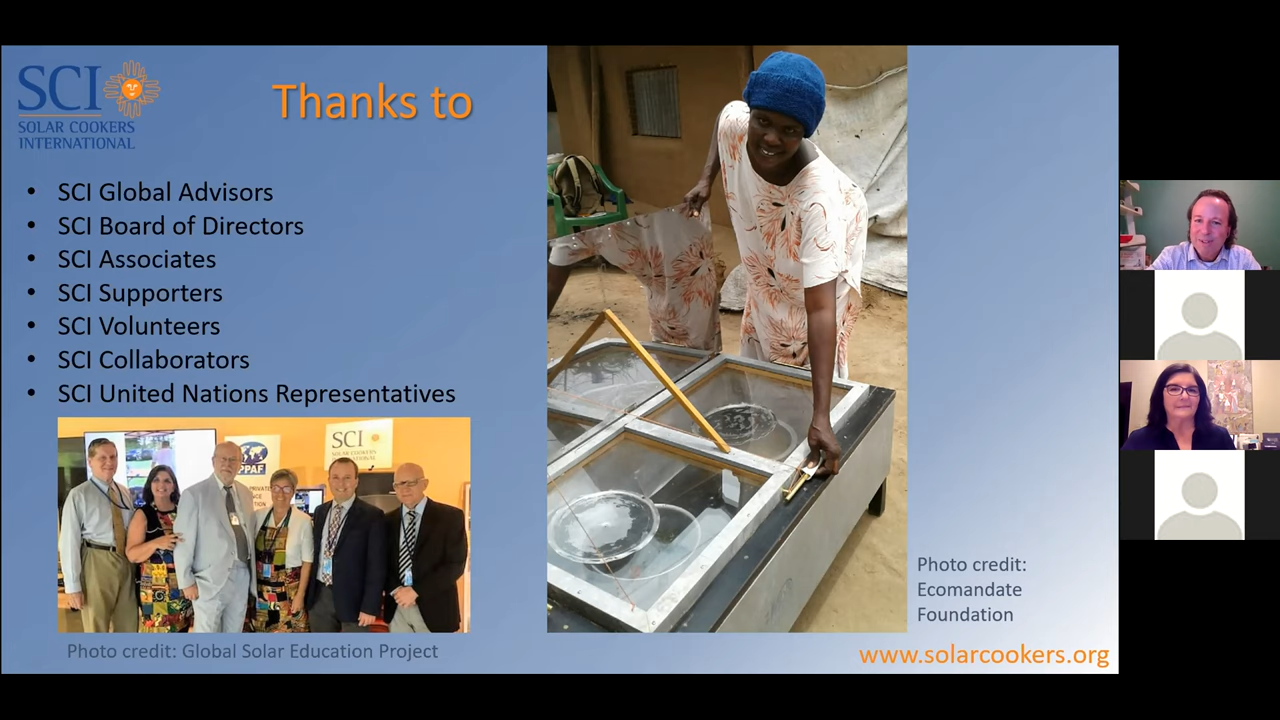 SCI
SOLAR COOKERS
INTERNATIONAL
Thanks to
• SCI Global Advisors
• SCI Board of Directors
• SCI Associates
• SCI Supporters
• SCI Volunteers
• SCI Collaborators
• SCI United Nations Representatives
SCI
SOLAR COOKERS
PPAF
Photo credit: Global Solar Education Project
Photo credit:
Ecomandate
Foundation
www.solarcookers.org